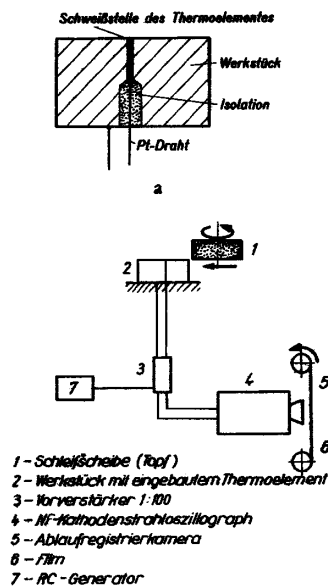 Schweißstelle des Thermoelementes
Werkstück
Isolation
Pt-Draht
a
1
2
3
4
5
7
6
1 – Schleifscheibe (Topf)
2 – Werkstück mit eingebautem Thermoelement
3 – Vorverstärker 1:100
4 – NF-Kathodenstrahloszillograph
5 – Ablaufregistrierkamera
6 – Film
7 – RC-Generator